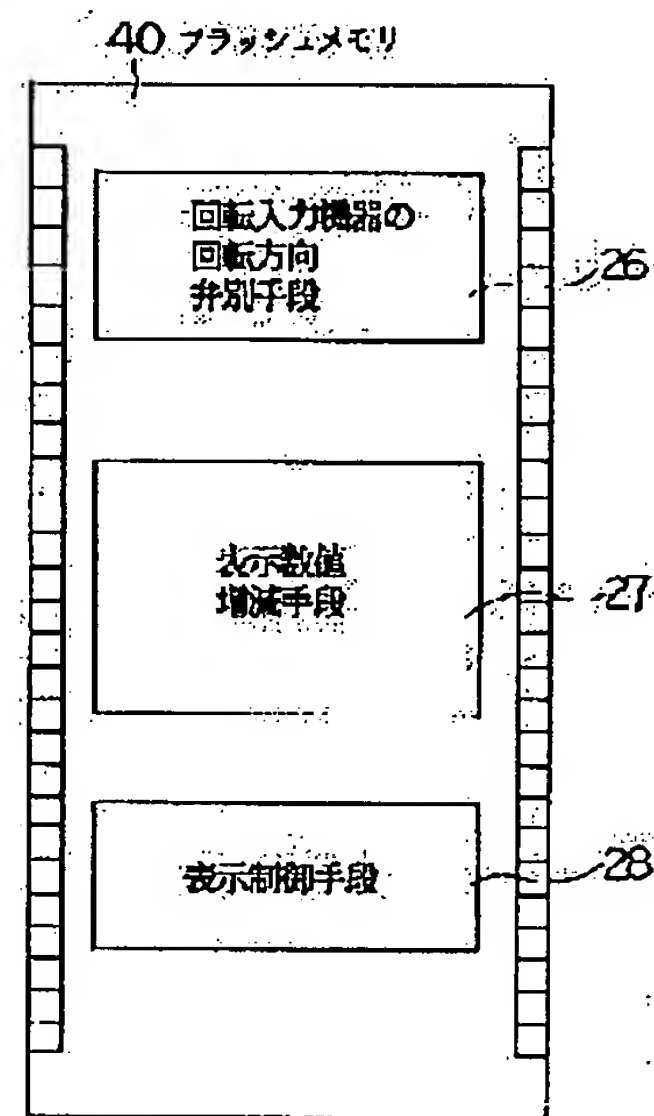 40 フラッシュメモリ
回転入力機器の
回転方向
弁別手段
26
表示数値
増減手段
27
表示制御手段
28